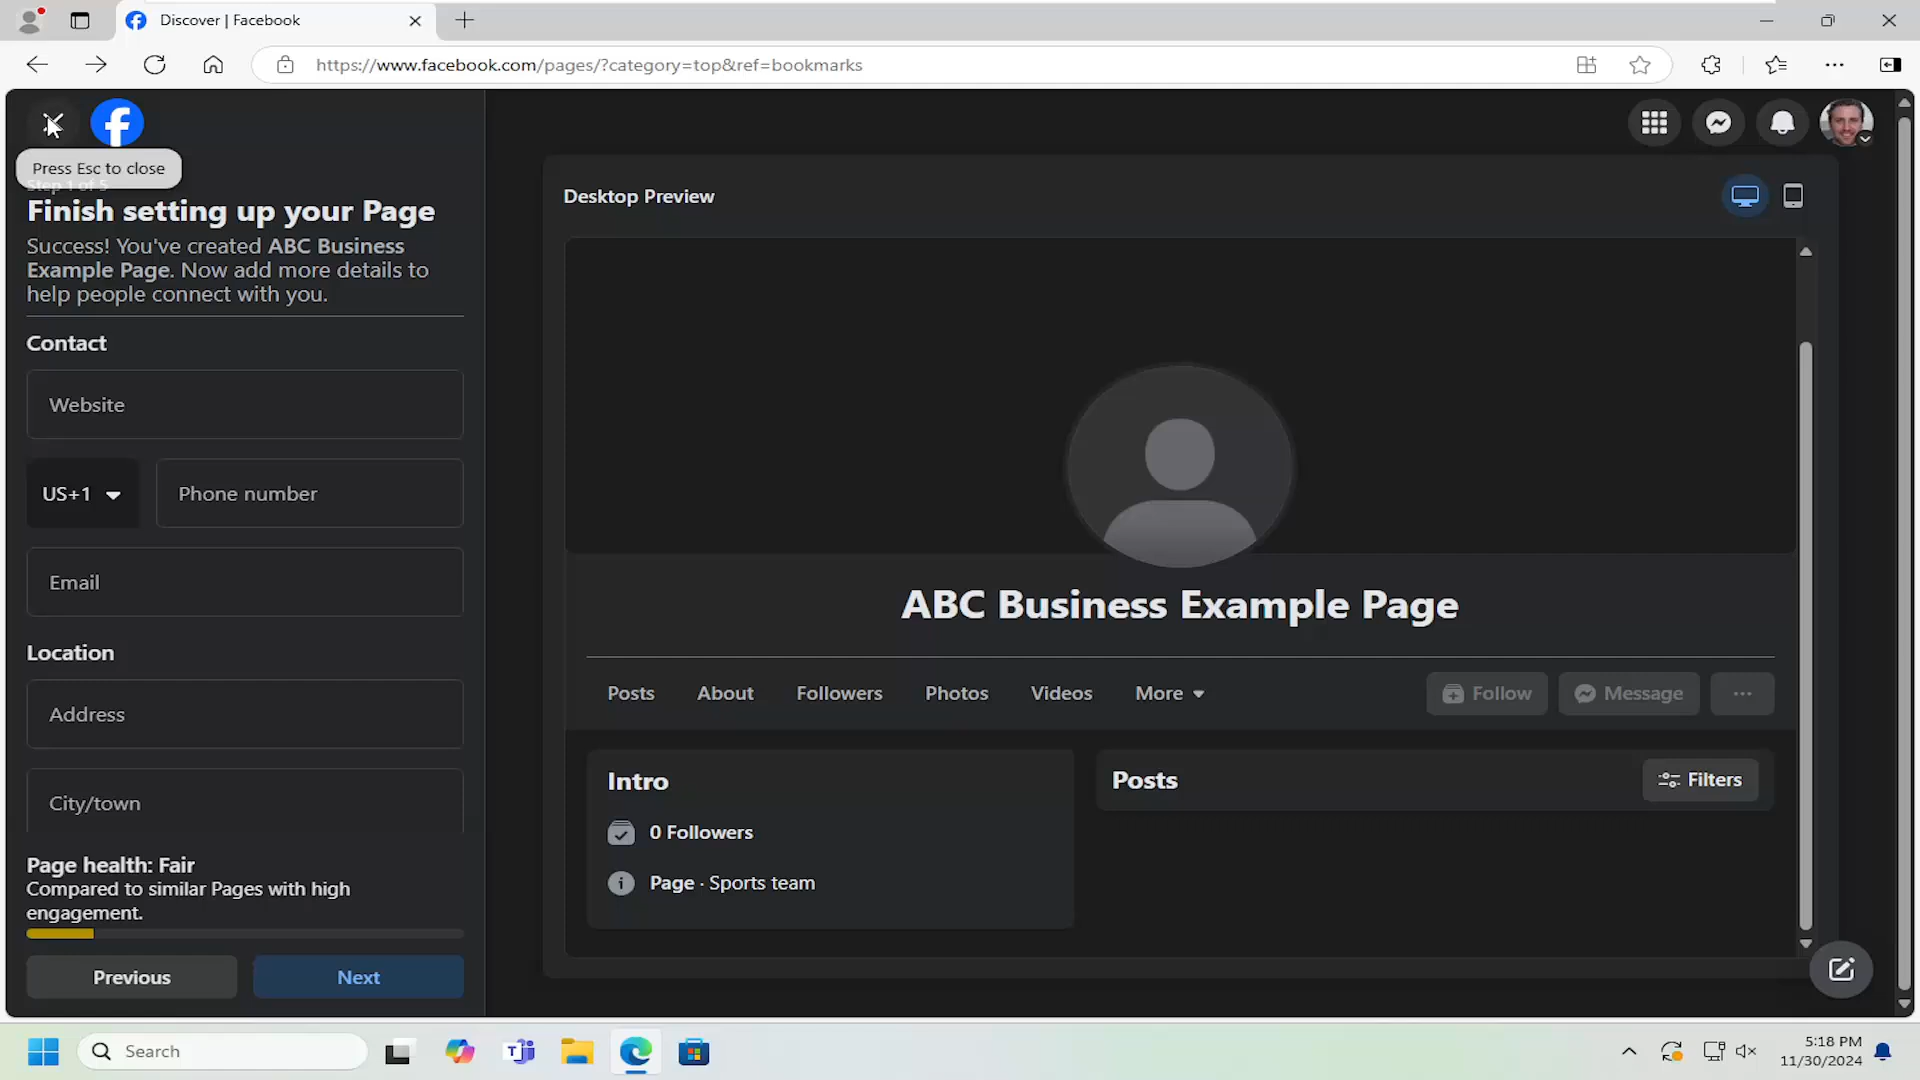 Discover | Facebook
https://www.facebook.com/pages/?category=top&ref=bookmarks
Press Esc to close
Step 1 of 5
Finish setting up your Page
Success! You've created ABC Business
Example Page. Now add more details to
help people connect with you.
Contact
Website
US+1
Phone number
Email
Location
Address
City/town
Page health: Fair
Compared to similar Pages with high
engagement.
Previous
Next
Desktop Preview
ABC Business Example Page
Posts
About
Followers
Photos
Videos
More
Follow
Message
Intro
0 Followers
Page · Sports team
Posts
Filters
Search
5:18 PM
11/30/2024